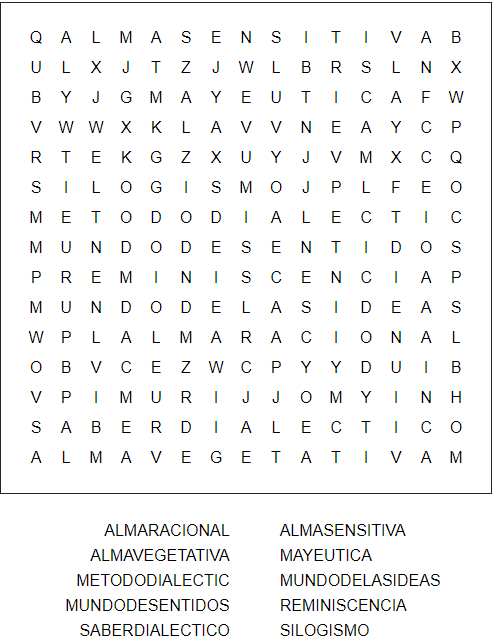 Q A L M A S E N S I T I V A B
U L X J T Z J W L B R S L N X
B Y J G M A Y E U T I C A F W
V W W X K L A V V N E A Y C P
R T E K G Z X U Y J V M X C Q
S I L O G I S M O J P L F E O
M E T O D O D I A L E C T I C
M U N D O D E S E N T I D O S
P R E M I N I S C E N C I A P
M U N D O D E L A S I D E A S
W P L A L M A R A C I O N A L
O B V C E Z W C P Y Y D U I B
V P I M U R I J J O M Y I N H
S A B E R D I A L E C T I C O
A L M A V E G E T A T I V A M
ALMARACIONAL ALMASENSITIVA
ALMAVEGETATIVA MAYEUTICA
METODODIALECTIC MUNDODELASIDEAS
MUNDODESENTIDOS REMINISCENCIA
SABERDIALECTICO SILOGISMO